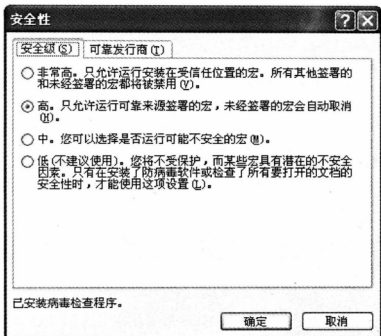 安全性
安全级(S) 可靠发行商(T)
非常高。只允许运行安装在受信任位置的宏。所有其他签署的
和未经签署的宏都将被禁用(V)。
高。只允许运行可靠来源签署的宏，未经签署的宏会自动取消
(H)。
中。您可以选择是否运行可能不安全的宏(M)。
低(不建议使用)。您将不受保护，而某些宏具有潜在的不安全
因素。只有在安装了防病毒软件或检查了所有要打开的文档的
安全性时，才能使用这项设置(L)。
已安装病毒检查程序。
确定 取消